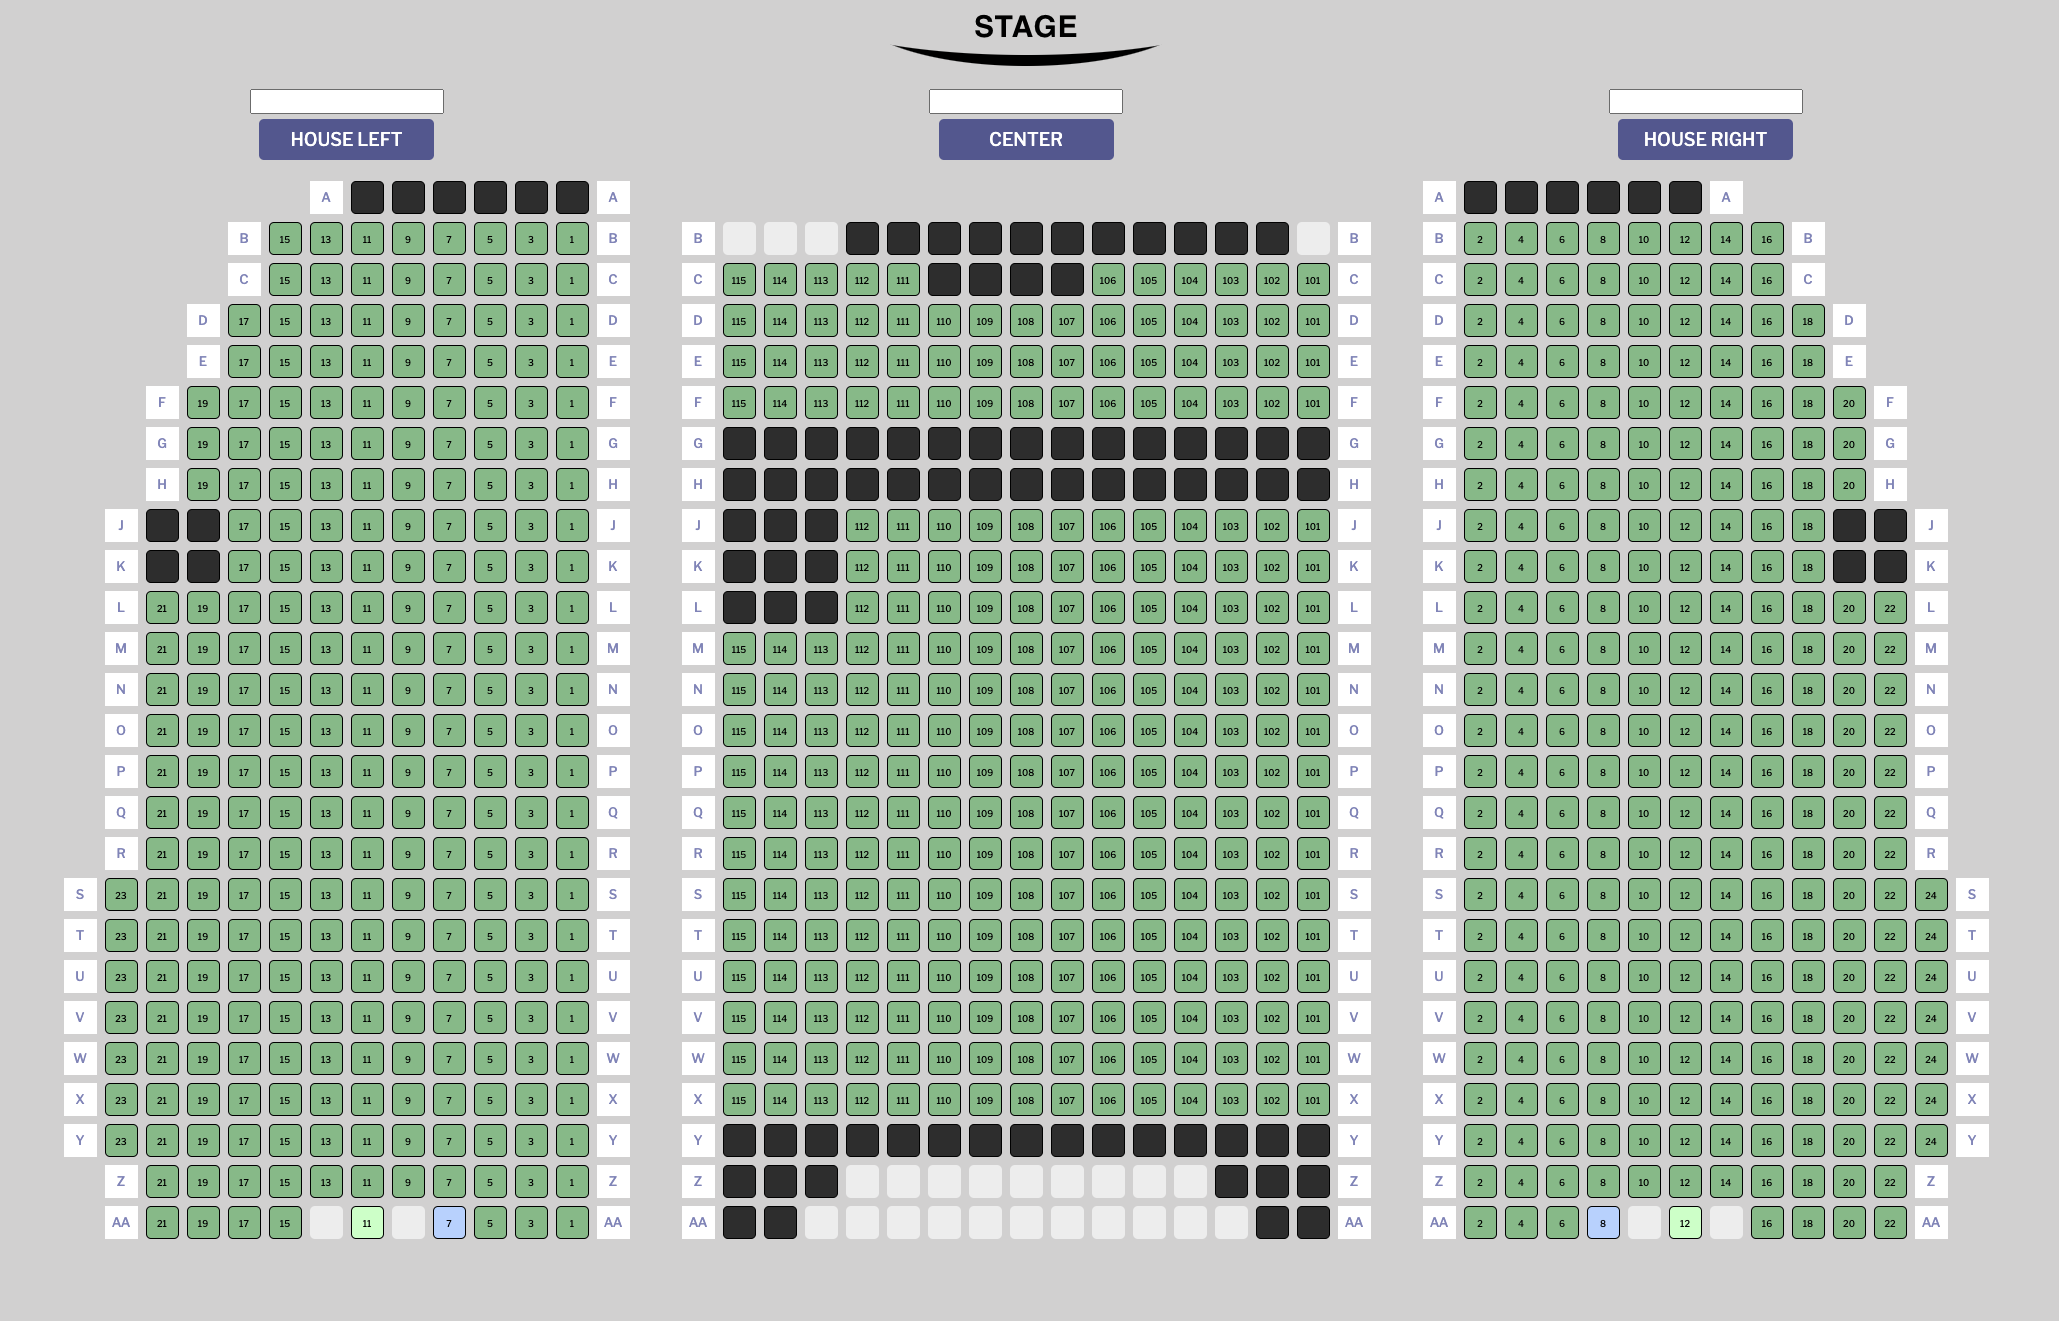 STAGE
HOUSE LEFT CENTER HOUSE RIGHT
A A A A
B 15 13 11 9 7 5 3 1 B B B B 2 4 6 8 10 12 14 16 B
C 15 13 11 9 7 5 3 1 C C 115 114 113 112 111 106 105 104 103 102 101 C C 2 4 6 8 10 12 14 16 C
D 17 15 13 11 9 7 5 3 1 D D 115 114 113 112 111 110 109 108 107 106 105 104 103 102 101 D D 2 4 6 8 10 12 14 16 18 D
E 17 15 13 11 9 7 5 3 1 E E 115 114 113 112 111 110 109 108 107 106 105 104 103 102 101 E E 2 4 6 8 10 12 14 16 18 E
F 19 17 15 13 11 9 7 5 3 1 F F 115 114 113 112 111 110 109 108 107 106 105 104 103 102 101 F F 2 4 6 8 10 12 14 16 18 20 F
G 19 17 15 13 11 9 7 5 3 1 G G G G 2 4 6 8 10 12 14 16 18 20 G
H 19 17 15 13 11 9 7 5 3 1 H H H H 2 4 6 8 10 12 14 16 18 20 H
J 17 15 13 11 9 7 5 3 1 J J 112 111 110 109 108 107 106 105 104 103 102 101 J J 2 4 6 8 10 12 14 16 18 J
K 17 15 13 11 9 7 5 3 1 K K 112 111 110 109 108 107 106 105 104 103 102 101 K K 2 4 6 8 10 12 14 16 18 K
L 21 19 17 15 13 11 9 7 5 3 1 L L 112 111 110 109 108 107 106 105 104 103 102 101 L L 2 4 6 8 10 12 14 16 18 20 22 L
M 21 19 17 15 13 11 9 7 5 3 1 M M 115 114 113 112 111 110 109 108 107 106 105 104 103 102 101 M M 2 4 6 8 10 12 14 16 18 20 22 M
N 21 19 17 15 13 11 9 7 5 3 1 N N 115 114 113 112 111 110 109 108 107 106 105 104 103 102 101 N N 2 4 6 8 10 12 14 16 18 20 22 N
O 21 19 17 15 13 11 9 7 5 3 1 O O 115 114 113 112 111 110 109 108 107 106 105 104 103 102 101 O O 2 4 6 8 10 12 14 16 18 20 22 O
P 21 19 17 15 13 11 9 7 5 3 1 P P 115 114 113 112 111 110 109 108 107 106 105 104 103 102 101 P P 2 4 6 8 10 12 14 16 18 20 22 P
Q 21 19 17 15 13 11 9 7 5 3 1 Q Q 115 114 113 112 111 110 109 108 107 106 105 104 103 102 101 Q Q 2 4 6 8 10 12 14 16 18 20 22 Q
R 21 19 17 15 13 11 9 7 5 3 1 R R 115 114 113 112 111 110 109 108 107 106 105 104 103 102 101 R R 2 4 6 8 10 12 14 16 18 20 22 R
S 23 21 19 17 15 13 11 9 7 5 3 1 S S 115 114 113 112 111 110 109 108 107 106 105 104 103 102 101 S S 2 4 6 8 10 12 14 16 18 20 22 24 S
T 23 21 19 17 15 13 11 9 7 5 3 1 T T 115 114 113 112 111 110 109 108 107 106 105 104 103 102 101 T T 2 4 6 8 10 12 14 16 18 20 22 24 T
U 23 21 19 17 15 13 11 9 7 5 3 1 U U 115 114 113 112 111 110 109 108 107 106 105 104 103 102 101 U U 2 4 6 8 10 12 14 16 18 20 22 24 U
V 23 21 19 17 15 13 11 9 7 5 3 1 V V 115 114 113 112 111 110 109 108 107 106 105 104 103 102 101 V V 2 4 6 8 10 12 14 16 18 20 22 24 V
W 23 21 19 17 15 13 11 9 7 5 3 1 W W 115 114 113 112 111 110 109 108 107 106 105 104 103 102 101 W W 2 4 6 8 10 12 14 16 18 20 22 24 W
X 23 21 19 17 15 13 11 9 7 5 3 1 X X 115 114 113 112 111 110 109 108 107 106 105 104 103 102 101 X X 2 4 6 8 10 12 14 16 18 20 22 24 X
Y 23 21 19 17 15 13 11 9 7 5 3 1 Y Y Y Y 2 4 6 8 10 12 14 16 18 20 22 24 Y
Z 21 19 17 15 13 11 9 7 5 3 1 Z Z Z Z 2 4 6 8 10 12 14 16 18 20 22 Z
AA 21 19 17 15 11 7 5 3 1 AA AA AA AA 2 4 6 8 12 16 18 20 22 AA